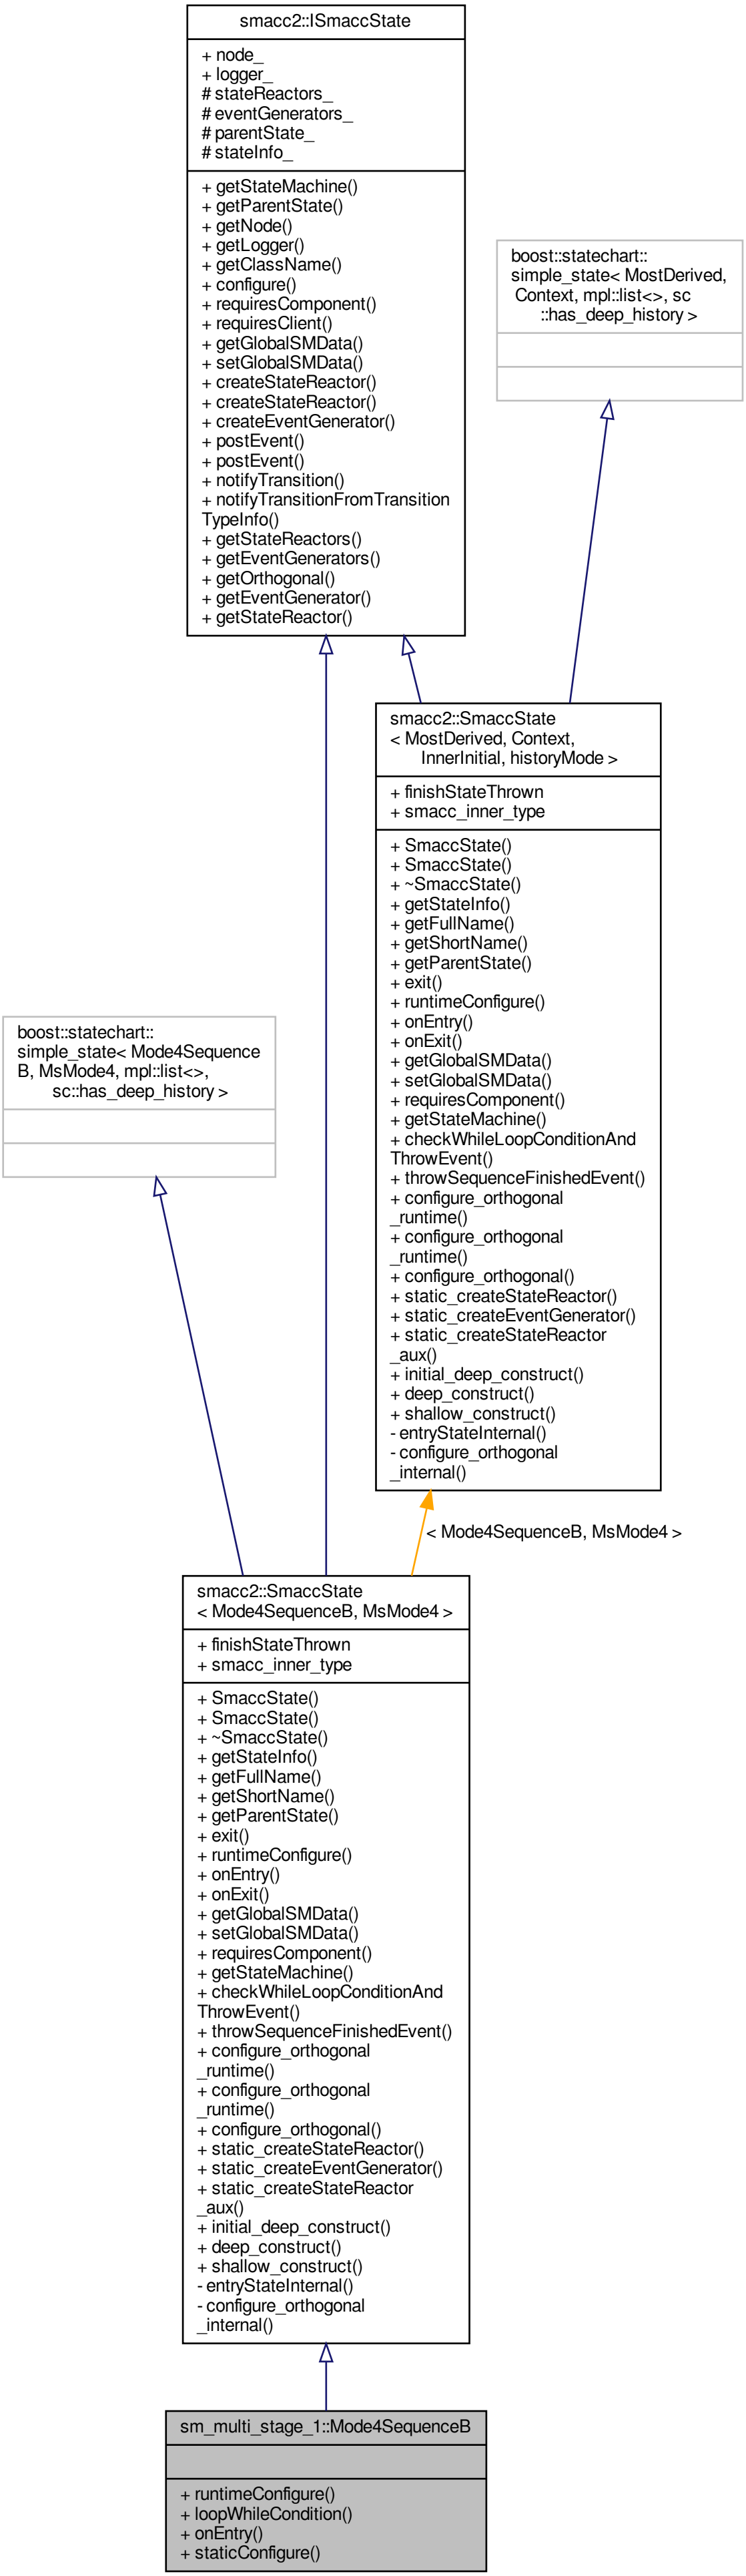 smacc2::ISmaccState
+ node_
+ logger_
# stateReactors_
# eventGenerators_
# parentState_
# stateInfo_
+ getStateMachine()
+ getParentState()
+ getNode()
+ getLogger()
+ getClassName()
+ configure()
+ requiresComponent()
+ requiresClient()
+ getGlobalSMData()
+ setGlobalSMData()
+ createStateReactor()
+ createStateReactor()
+ createEventGenerator()
+ postEvent()
+ postEvent()
+ notifyTransition()
+ notifyTransitionFromTransition
TypeInfo()
+ getStateReactors()
+ getEventGenerators()
+ getOrthogonal()
+ getEventGenerator()
+ getStateReactor()
boost::statechart::
simple_state< MostDerived,
Context, mpl::list<>, sc
::has_deep_history >
smacc2::SmaccState
< MostDerived, Context,
InnerInitial, historyMode >
+ finishStateThrown
+ smacc_inner_type
+ SmaccState()
+ SmaccState()
+ ~SmaccState()
+ getStateInfo()
+ getFullName()
+ getShortName()
+ getParentState()
+ exit()
+ runtimeConfigure()
+ onEntry()
+ onExit()
+ getGlobalSMData()
+ setGlobalSMData()
+ requiresComponent()
+ getStateMachine()
+ checkWhileLoopConditionAnd
ThrowEvent()
+ throwSequenceFinishedEvent()
+ configure_orthogonal
_runtime()
+ configure_orthogonal
_runtime()
+ configure_orthogonal()
+ static_createStateReactor()
+ static_createEventGenerator()
+ static_createStateReactor
_aux()
+ initial_deep_construct()
+ deep_construct()
+ shallow_construct()
- entryStateInternal()
- configure_orthogonal
_internal()
boost::statechart::
simple_state< Mode4Sequence
B, MsMode4, mpl::list<>,
sc::has_deep_history >
< Mode4SequenceB, MsMode4 >
smacc2::SmaccState
< Mode4SequenceB, MsMode4 >
+ finishStateThrown
+ smacc_inner_type
+ SmaccState()
+ SmaccState()
+ ~SmaccState()
+ getStateInfo()
+ getFullName()
+ getShortName()
+ getParentState()
+ exit()
+ runtimeConfigure()
+ onEntry()
+ onExit()
+ getGlobalSMData()
+ setGlobalSMData()
+ requiresComponent()
+ getStateMachine()
+ checkWhileLoopConditionAnd
ThrowEvent()
+ throwSequenceFinishedEvent()
+ configure_orthogonal
_runtime()
+ configure_orthogonal
_runtime()
+ configure_orthogonal()
+ static_createStateReactor()
+ static_createEventGenerator()
+ static_createStateReactor
_aux()
+ initial_deep_construct()
+ deep_construct()
+ shallow_construct()
- entryStateInternal()
- configure_orthogonal
_internal()
sm_multi_stage_1::Mode4SequenceB
+ runtimeConfigure()
+ loopWhileCondition()
+ onEntry()
+ staticConfigure()